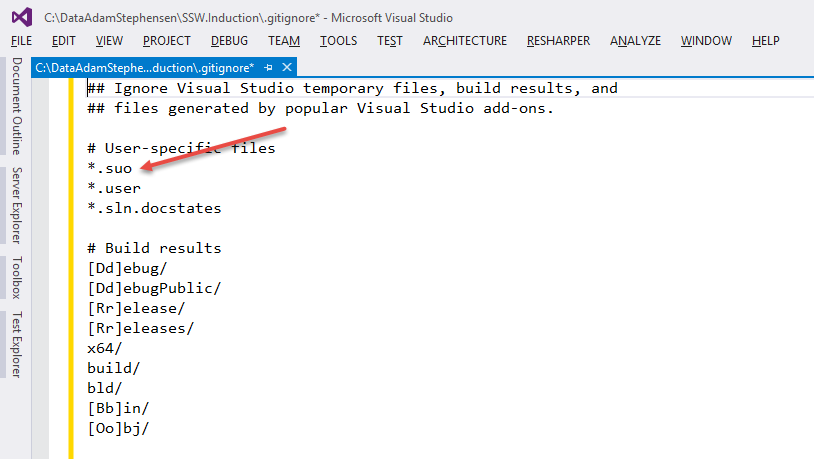 C:\DataAdamStephensen\SSW.Induction\.gitignore* - Microsoft Visual Studio
FILE EDIT VIEW PROJECT DEBUG TEAM TOOLS TEST ARCHITECTURE RESHARPER ANALYZE WINDOW HELP
C:\DataAdamStephe...duction\.gitignore*
Document Outline
Server Explorer
Toolbox
Test Explorer
## Ignore Visual Studio temporary files, build results, and
## files generated by popular Visual Studio add-ons.
# User-specific files
*.suo
*.user
*.sln.docstates
# Build results
[Dd]ebug/
[Dd]ebugPublic/
[Rr]elease/
[Rr]eleases/
x64/
build/
bld/
[Bb]in/
[Oo]bj/